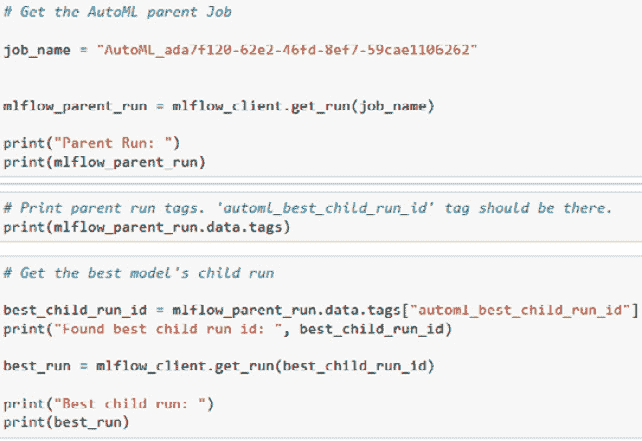 # Get the AutoML parent Job
job_name = "AutoML_ada7f120-62e2-46fd-8ef7-59cae1106262"
mlflow_parent_run = mlflow_client.get_run(job_name)
print("Parent Run: ")
print(mlflow_parent_run)
# Print parent run tags. 'automl_best_child_run_id' tag should be there.
print(mlflow_parent_run.data.tags)
# Get the best model's child run
best_child_run_id = mlflow_parent_run.data.tags["automl_best_child_run_id"]
print("Found best child run id: ", best_child_run_id)
best_run = mlflow_client.get_run(best_child_run_id)
print("Best child run: ")
print(best_run)